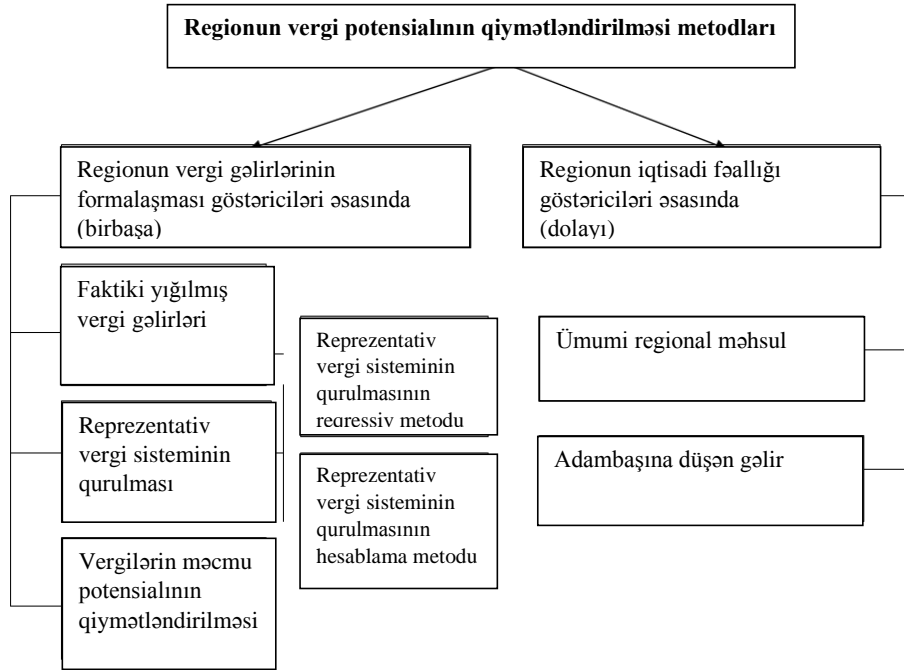 Regionun vergi potensialının qiymətləndirilməsi metodları
Regionun vergi gəlirlərinin
formalaşması göstəriciləri əsasında
(birbaşa)
Regionun iqtisadi fəallığı
göstəriciləri əsasında
(dolayı)
Faktiki yığılmış
vergi gəlirləri
Reprezentativ
vergi sisteminin
qurulması
Vergilərin məcmu
potensialının
qiymətləndirilməsi
Reprezentativ
vergi sisteminin
qurulmasının
reqressiv metodu
Reprezentativ
vergi sisteminin
qurulmasının
hesablama metodu
Ümumi regional məhsul
Adambaşına düşən gəlir